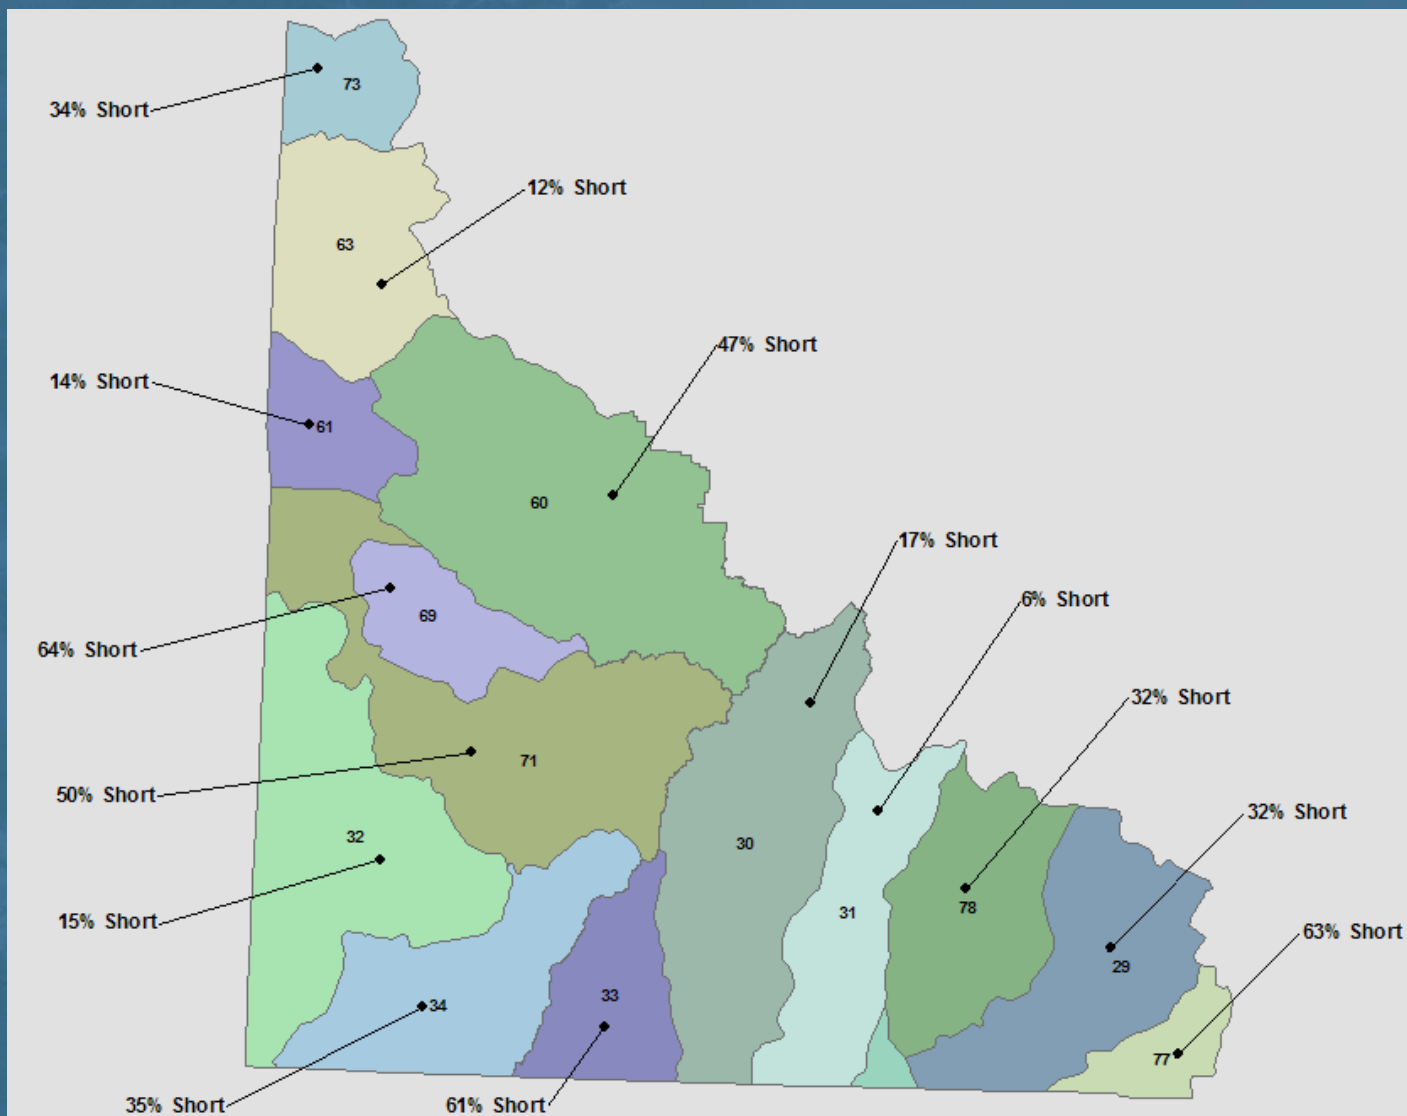 73
34% Short
12% Short
63
47% Short
14% Short
61
60
17% Short
6% Short
69
64% Short
32% Short
71
50% Short
32% Short
32
30
15% Short
31
78
63% Short
29
33
34
77
35% Short
61% Short